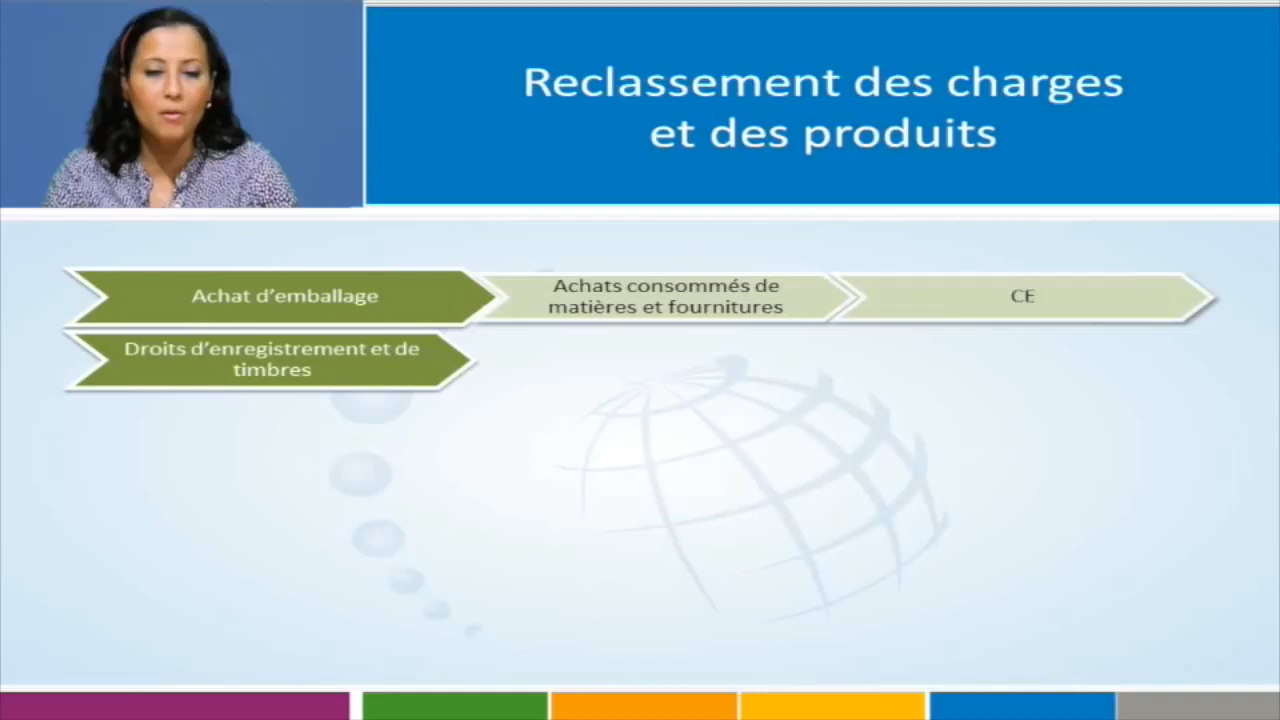 Reclassement des charges
et des produits
Achat d'emballage
Achats consommés de
matières et fournitures
CE
Droits d'enregistrement et de
timbres